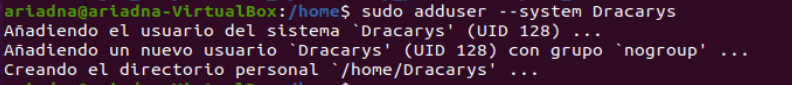 ariadna@ariadna-VirtualBox:/home$ sudo adduser --system Dracarys
Añadiendo el usuario del sistema `Dracarys' (UID 128) ...
Añadiendo un nuevo usuario `Dracarys' (UID 128) con grupo `nogroup' ...
Creando el directorio personal `/home/Dracarys' ...